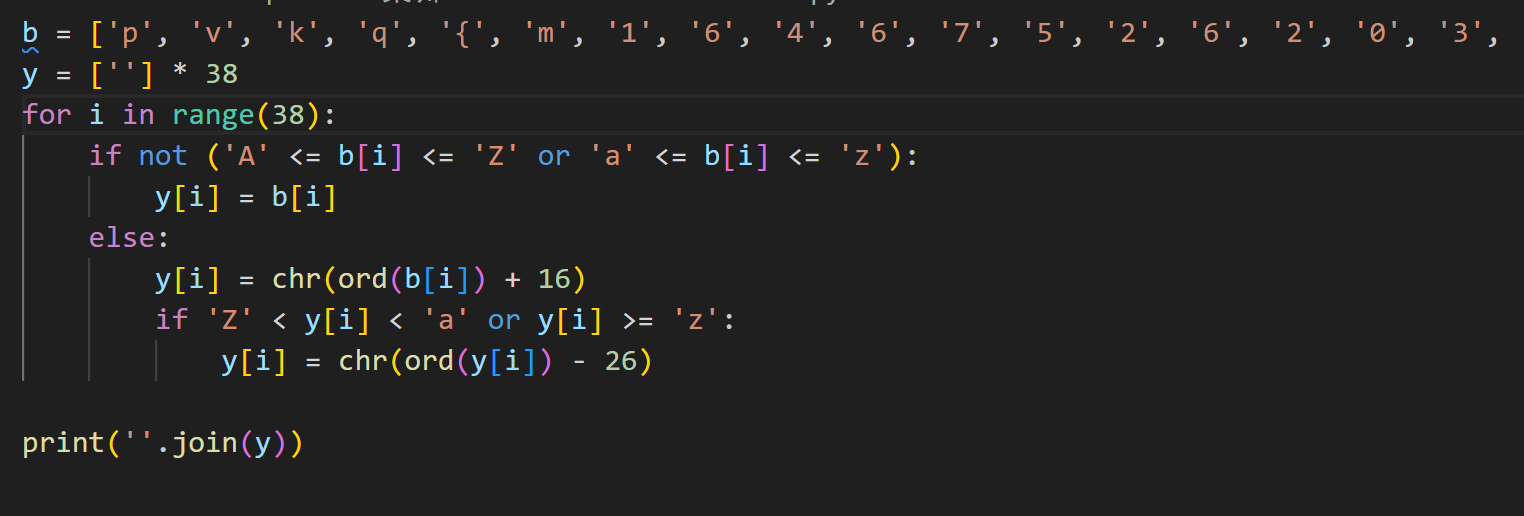 b = ['p', 'v', 'k', 'q', '{', 'm', '1', '6', '4', '6', '7', '5', '2', '6', '2', '0', '3',
y = [''] * 38
for i in range(38):
    if not ('A' <= b[i] <= 'Z' or 'a' <= b[i] <= 'z'):
        y[i] = b[i]
    else:
        y[i] = chr(ord(b[i]) + 16)
        if 'Z' < y[i] < 'a' or y[i] >= 'z':
            y[i] = chr(ord(y[i]) - 26)
print(''.join(y))